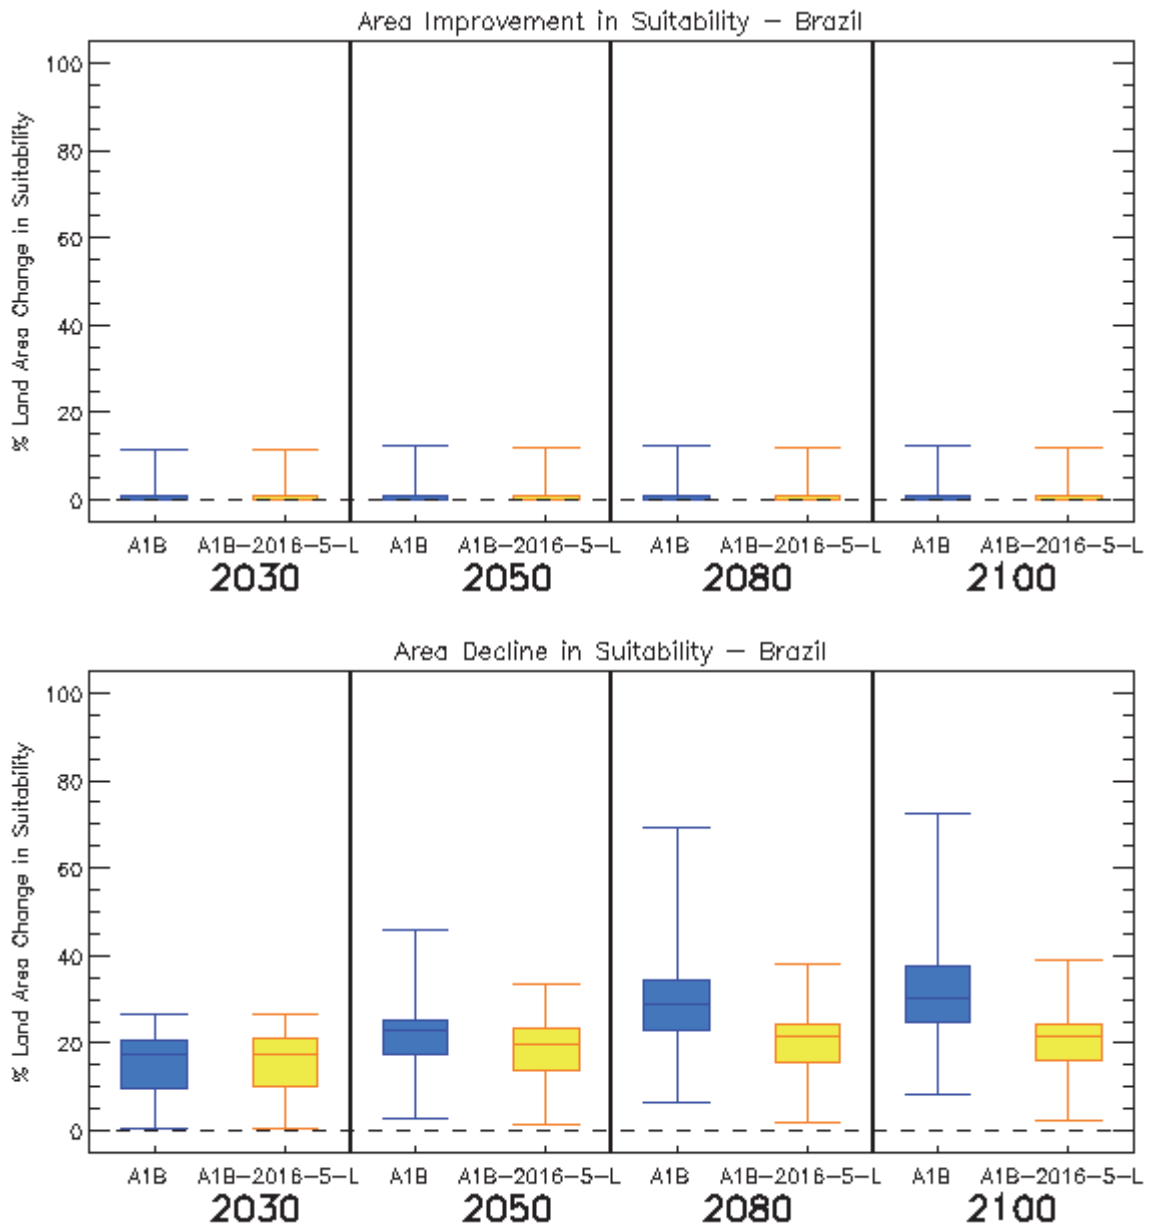 Area Improvement in Suitability – Brazil
% Land Area Change in Suitability
100
80
60
40
20
0
A1B A1B–2016–5–L A1B A1B–2016–5–L A1B A1B–2016–5–L A1B A1B–2016–5–L
2030 2050 2080 2100
Area Decline in Suitability – Brazil
% Land Area Change in Suitability
100
80
60
40
20
0
A1B A1B–2016–5–L A1B A1B–2016–5–L A1B A1B–2016–5–L A1B A1B–2016–5–L
2030 2050 2080 2100